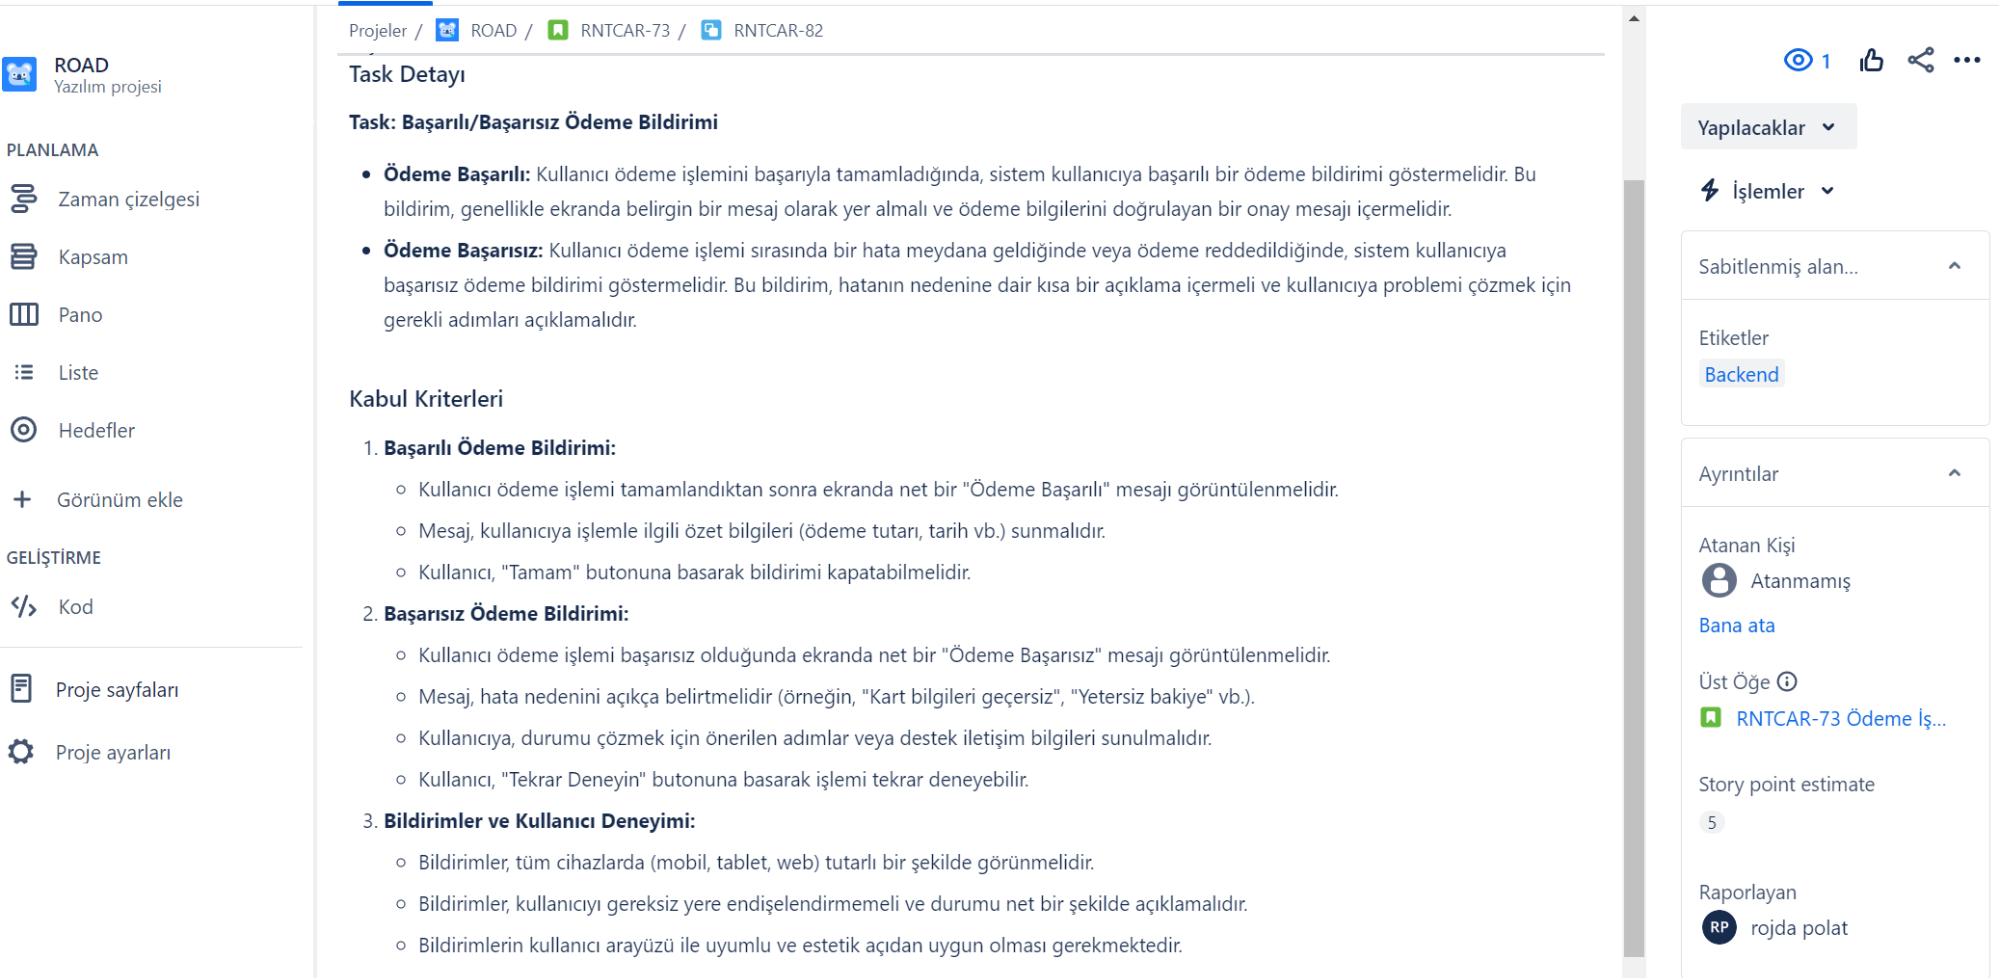 ROAD
Yazılım projesi
PLANLAMA
Zaman çizelgesi
Kapsam
Pano
Liste
Hedefler
Görünüm ekle
GELİŞTİRME
Kod
Proje sayfaları
Proje ayarları
Projeler / ROAD / RNTCAR-73 / RNTCAR-82
Task Detayı
Task: Başarılı/Başarısız Ödeme Bildirimi
• Ödeme Başarılı: Kullanıcı ödeme işlemini başarıyla tamamladığında, sistem kullanıcıya başarılı bir ödeme bildirimi göstermelidir. Bu
bildirim, genellikle ekranda belirgin bir mesaj olarak yer almalı ve ödeme bilgilerini doğrulayan bir onay mesajı içermelidir.
• Ödeme Başarısız: Kullanıcı ödeme işlemi sırasında bir hata meydana geldiğinde veya ödeme reddedildiğinde, sistem kullanıcıya
başarısız ödeme bildirimi göstermelidir. Bu bildirim, hatanın nedenine dair kısa bir açıklama içermeli ve kullanıcıya problemi çözmek için
gerekli adımları açıklamalıdır.
Kabul Kriterleri
1. Başarılı Ödeme Bildirimi:
○ Kullanıcı ödeme işlemi tamamlandıktan sonra ekranda net bir "Ödeme Başarılı" mesajı görüntülenmelidir.
○ Mesaj, kullanıcıya işlemle ilgili özet bilgileri (ödeme tutarı, tarih vb.) sunmalıdır.
○ Kullanıcı, "Tamam" butonuna basarak bildirimi kapatabilmelidir.
2. Başarısız Ödeme Bildirimi:
○ Kullanıcı ödeme işlemi başarısız olduğunda ekranda net bir "Ödeme Başarısız" mesajı görüntülenmelidir.
○ Mesaj, hata nedenini açıkça belirtmelidir (örneğin, "Kart bilgileri geçersiz", "Yetersiz bakiye" vb.).
○ Kullanıcıya, durumu çözmek için önerilen adımlar veya destek iletişim bilgileri sunulmalıdır.
○ Kullanıcı, "Tekrar Deneyin" butonuna basarak işlemi tekrar deneyebilir.
3. Bildirimler ve Kullanıcı Deneyimi:
○ Bildirimler, tüm cihazlarda (mobil, tablet, web) tutarlı bir şekilde görünmelidir.
○ Bildirimler, kullanıcıyı gereksiz yere endişelendirmemeli ve durumu net bir şekilde açıklamalıdır.
○ Bildirimlerin kullanıcı arayüzü ile uyumlu ve estetik açıdan uygun olması gerekmektedir.
1
Yapılacaklar
İşlemler
Sabitlenmiş alan...
Etiketler
Backend
Ayrıntılar
Atanan Kişi
Atanmamış
Bana ata
Üst Öğe
RNTCAR-73 Ödeme İş...
Story point estimate
5
Raporlayan
RP rojda polat